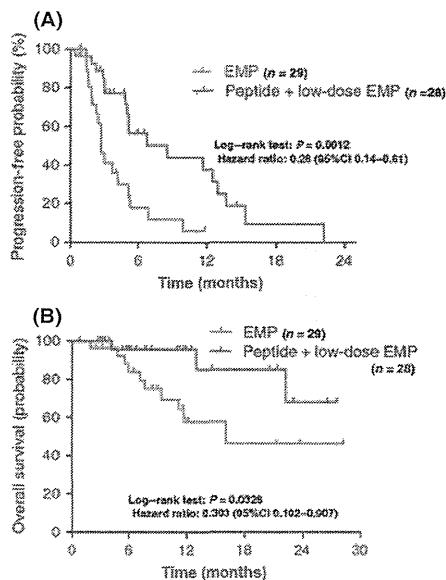 (A)
Progression-free probability (%)
100
80
60
40
20
0
EMP (n = 29)
Peptide + low-dose EMP (n = 28)
Log-rank test: P = 0.0012
Hazard ratio: 0.28 (95%CI 0.14–0.61)
0 6 12 18 24
Time (months)
(B)
Overall survival (probability)
100
80
60
40
20
0
EMP (n = 29)
Peptide + low-dose EMP
(n = 28)
Log-rank test: P = 0.0328
Hazard ratio: 0.303 (95%CI 0.102–0.907)
0 6 12 18 24 30
Time (months)